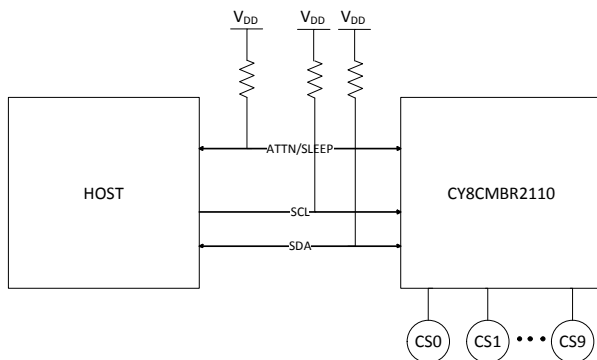 VDD VDD VDD
ATTN/SLEEP
HOST
CY8CMBR2110
SCL
SDA
CS0 CS1 ••• CS9